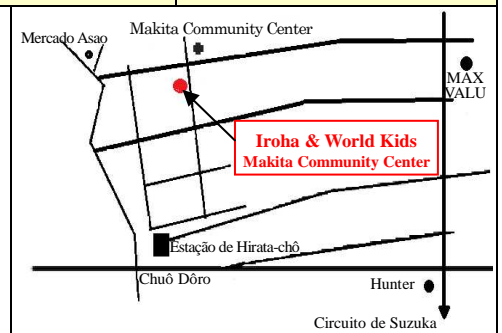 Makita Community Center
Mercado Asao
MAX
VALU
Iroha & World Kids
Makita Community Center
Estação de Hirata-chô
Chuô Dôro
Hunter
Circuito de Suzuka